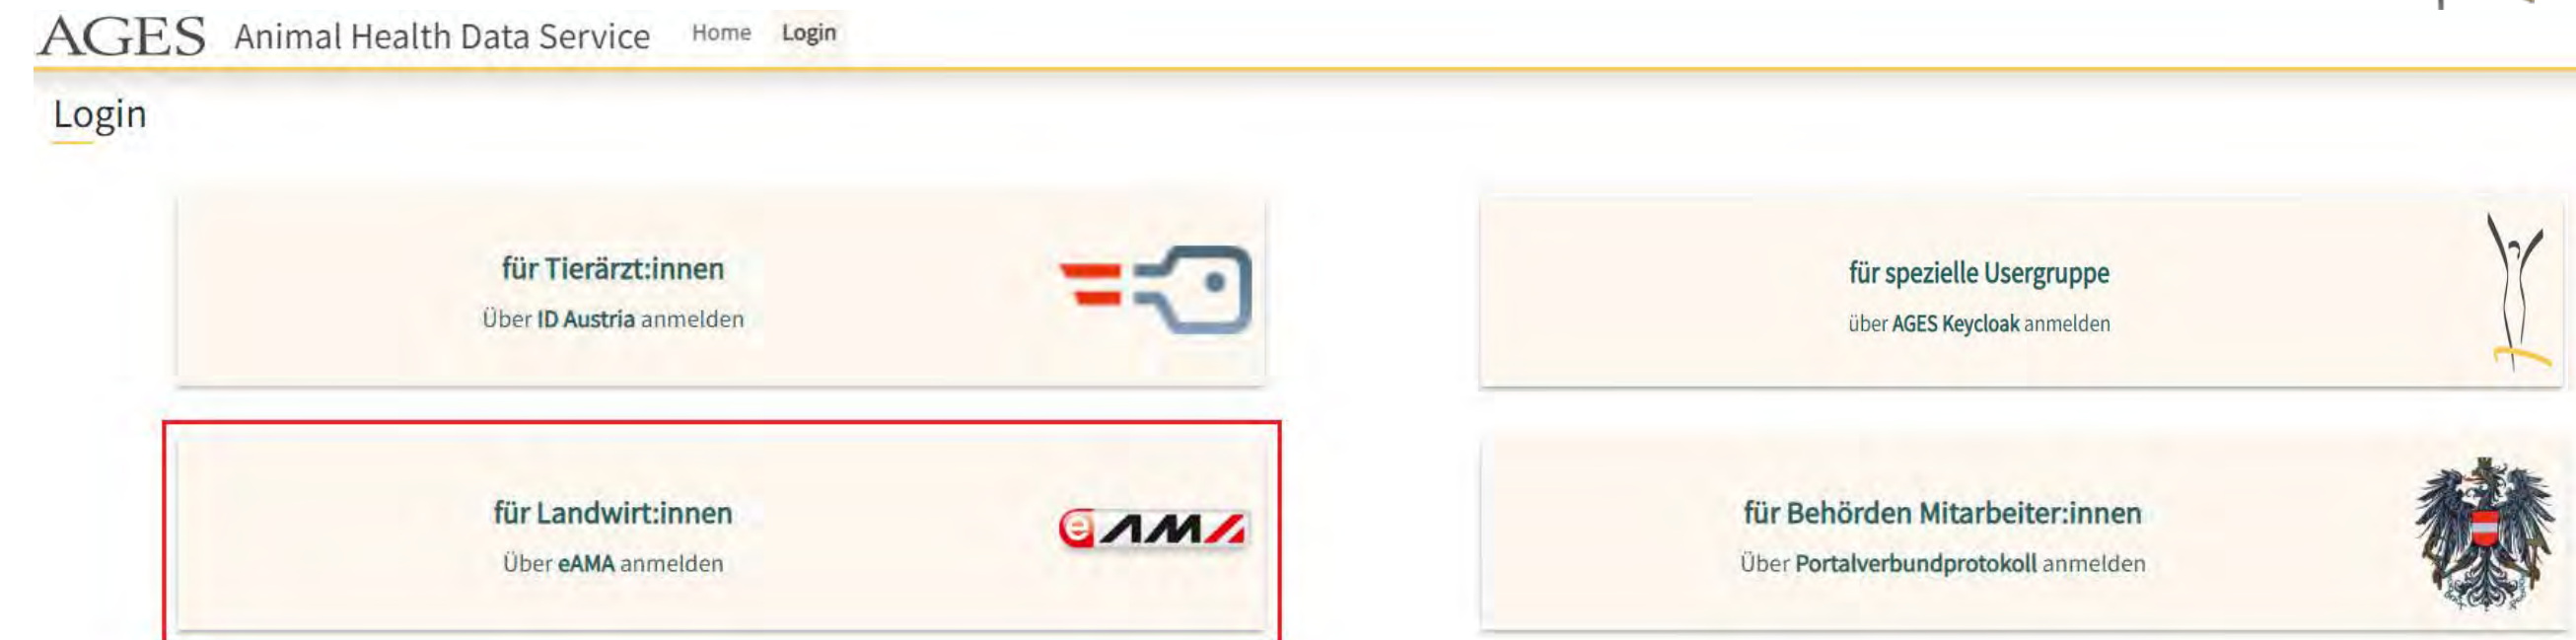 AGES Animal Health Data Service Home Login
Login
für Tierärzt:innen
Über ID Austria anmelden
für spezielle Usergruppe
über AGES Keycloak anmelden
für Landwirt:innen
Über eAMA anmelden
eAMA
für Behörden Mitarbeiter:innen
Über Portalverbundprotokoll anmelden